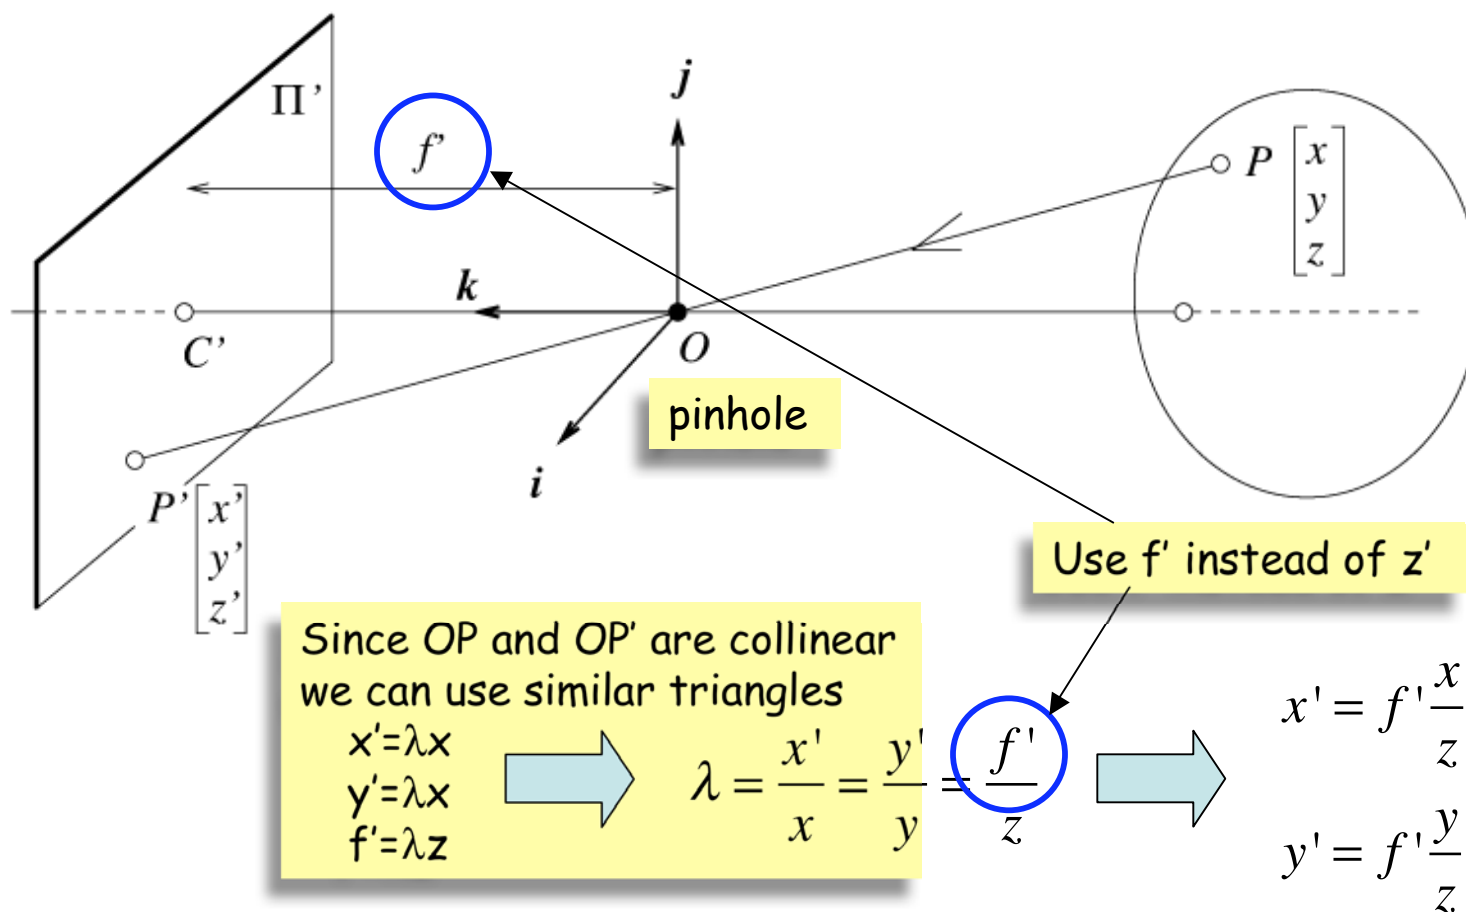 Π’
f’
j
P [x y z]
k
C’
O
pinhole
i
P’ [x’ y’ z’]
Use f’ instead of z’
Since OP and OP’ are collinear
we can use similar triangles
x’=λx
y’=λx
f’=λz
λ = x'/x = y'/y = f'/z
x' = f' x/z
y' = f' y/z